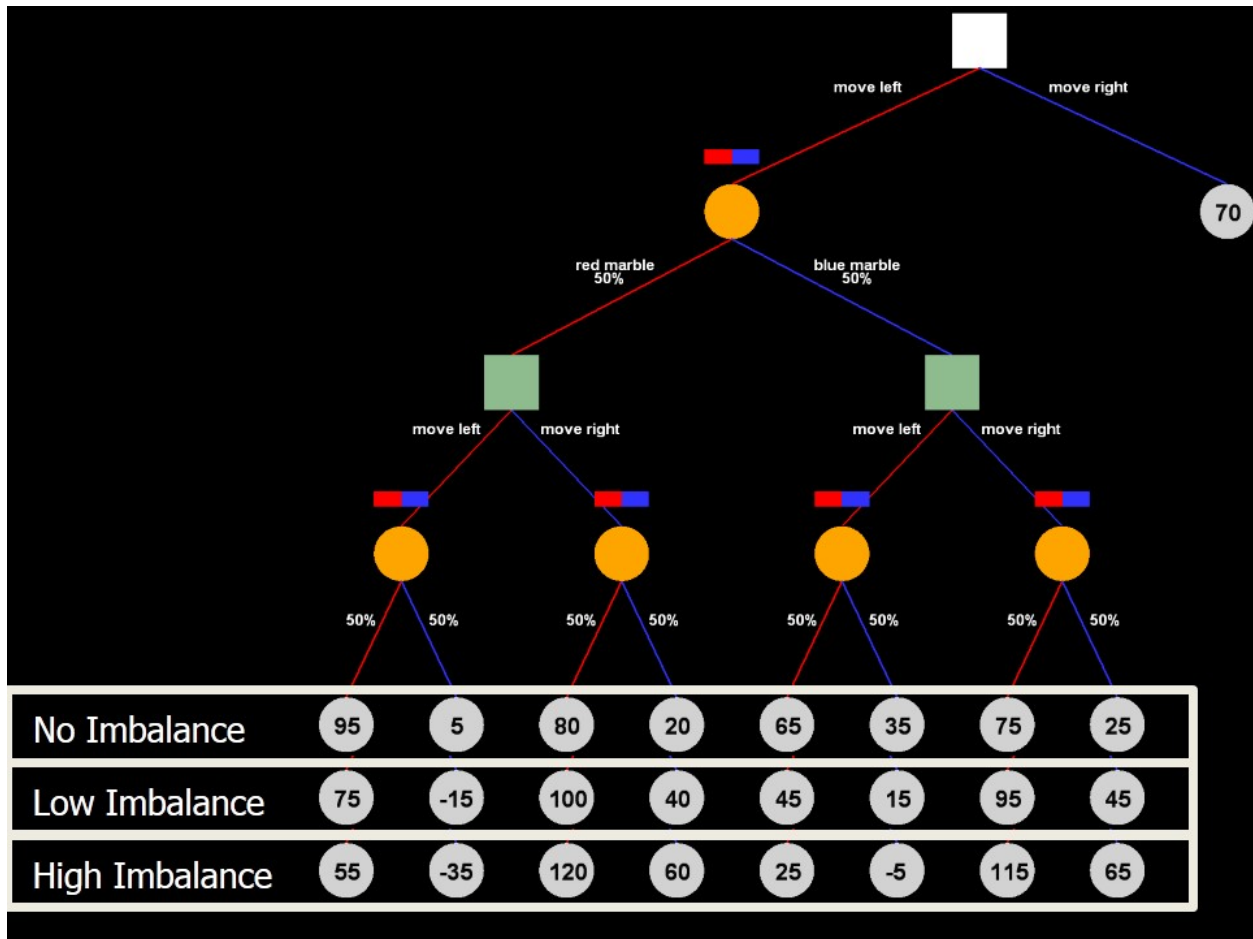 move left
move right
70
red marble
50%
blue marble
50%
move left
move right
move left
move right
50%
50%
50%
50%
50%
50%
50%
50%
No Imbalance 95 5 80 20 65 35 75 25
Low Imbalance 75 -15 100 40 45 15 95 45
High Imbalance 55 -35 120 60 25 -5 115 65